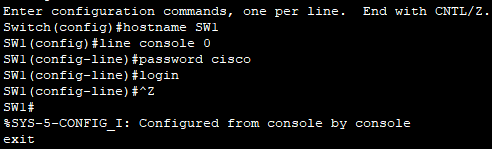 Enter configuration commands, one per line.  End with CNTL/Z.
Switch(config)#hostname SW1
SW1(config)#line console 0
SW1(config-line)#password cisco
SW1(config-line)#login
SW1(config-line)#^Z
SW1#
%SYS-5-CONFIG_I: Configured from console by console
exit